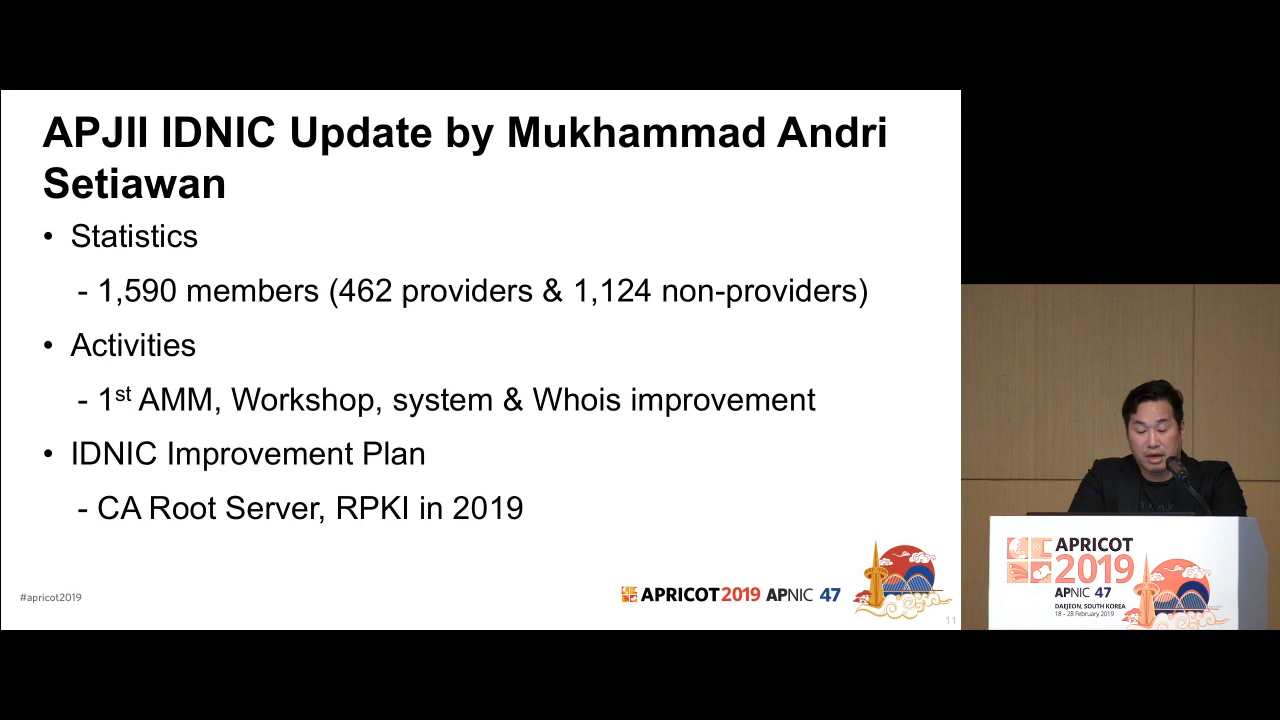 APJII IDNIC Update by Mukhammad Andri
Setiawan
• Statistics
- 1,590 members (462 providers & 1,124 non-providers)
• Activities
- 1st AMM, Workshop, system & Whois improvement
• IDNIC Improvement Plan
- CA Root Server, RPKI in 2019
#apricot2019
APRICOT2019 APNIC 47
11
APRICOT
2019
APNIC 47
DAEJEON, SOUTH KOREA
18 – 28 February 2019